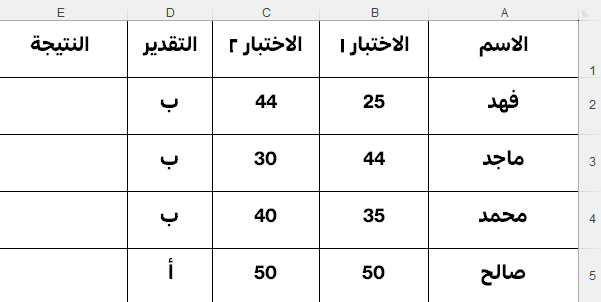 A B C D E
1 الاسم الاختبار ١ الاختبار ٢ التقدير النتيجة
2 فهد 25 44 ب
3 ماجد 44 30 ب
4 محمد 35 40 ب
5 صالح 50 50 أ